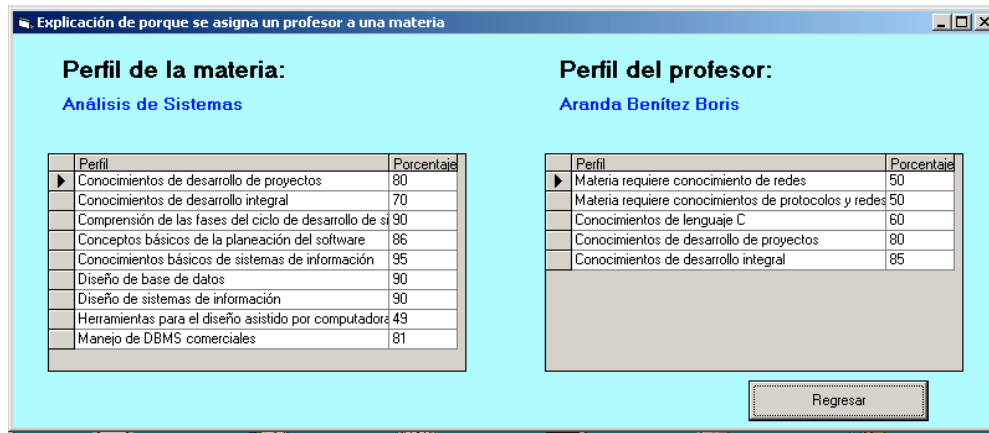 Explicación de porque se asigna un profesor a una materia
Perfil de la materia:
Análisis de Sistemas
Perfil Porcentaje
Conocimientos de desarrollo de proyectos 80
Conocimientos de desarrollo integral 70
Comprensión de las fases del ciclo de desarrollo de si 90
Conceptos básicos de la planeación del software 86
Conocimientos básicos de sistemas de información 95
Diseño de base de datos 90
Diseño de sistemas de información 90
Herramientas para el diseño asistido por computadora 49
Manejo de DBMS comerciales 81
Perfil del profesor:
Aranda Benítez Boris
Perfil Porcentaje
Materia requiere conocimiento de redes 50
Materia requiere conocimientos de protocolos y redes 50
Conocimientos de lenguaje C 60
Conocimientos de desarrollo de proyectos 80
Conocimientos de desarrollo integral 85
Regresar